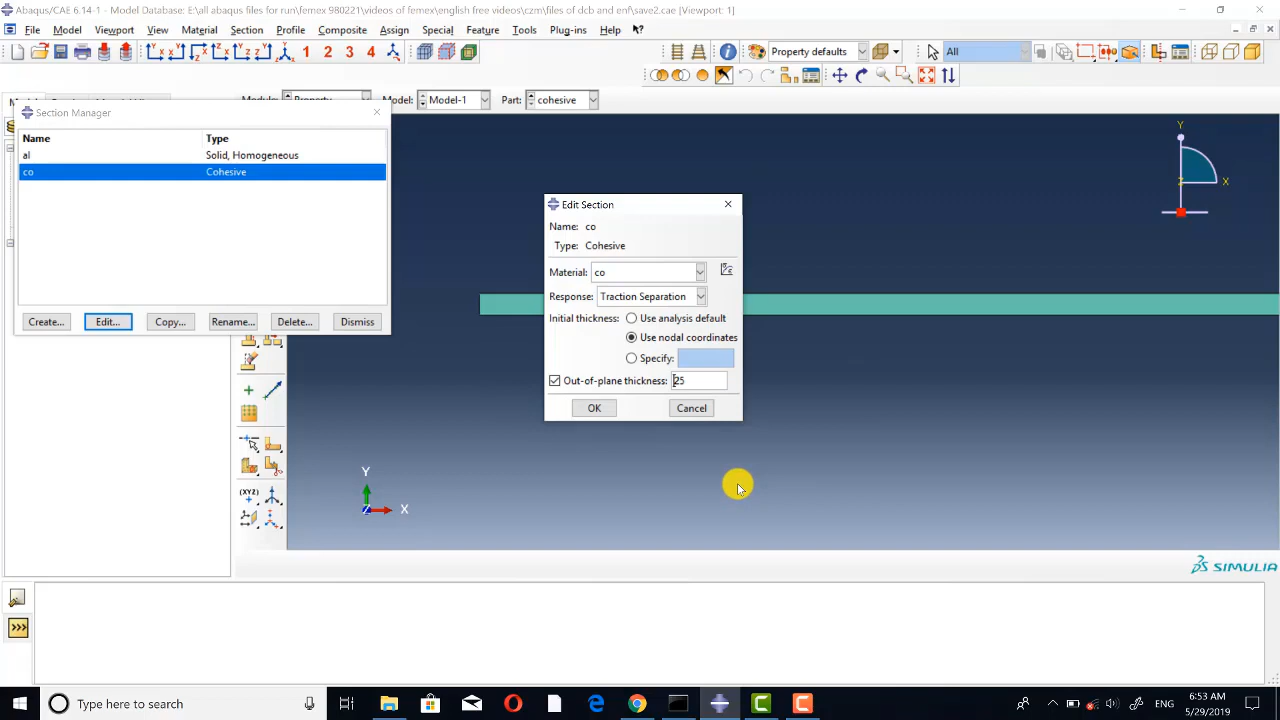 Abaqus/CAE 6.14-1 - Model Database: E:\all abaqus for run\femex 980221\videos of femex\english free videos\czm\files of dcb and enf\save2.cae [Viewport: 1]
File Model Viewport View Material Section Profile Composite Assign Special Feature Tools Plug-ins Help
1 2 3
Property defaults
All
Model: Model-1 Part: cohesive
Section Manager
Name Type
al Solid, Homogeneous
co Cohesive
Create... Edit... Copy... Rename... Delete... Dismiss
Edit Section
Name: co
Type: Cohesive
Material: co
Response: Traction Separation
Initial thickness: Use analysis default
Use nodal coordinates
Specify:
Out-of-plane thickness: 25
OK Cancel
Y
X
Z
(XYZ)
Y
X
Z
SIMULIA
>>>
Type here to search
ENG
6:53 AM
5/29/2019